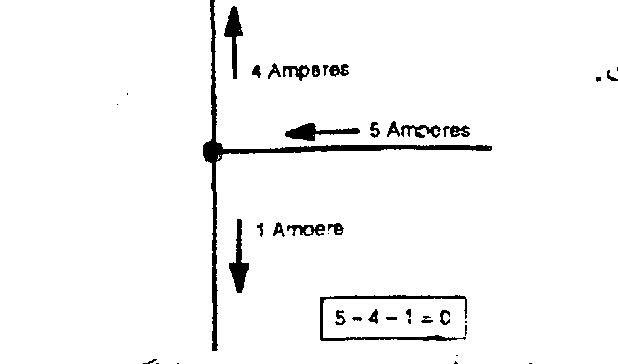 4 Amperes
5 Amperes
1 Ampere
5 - 4 - 1 = 0